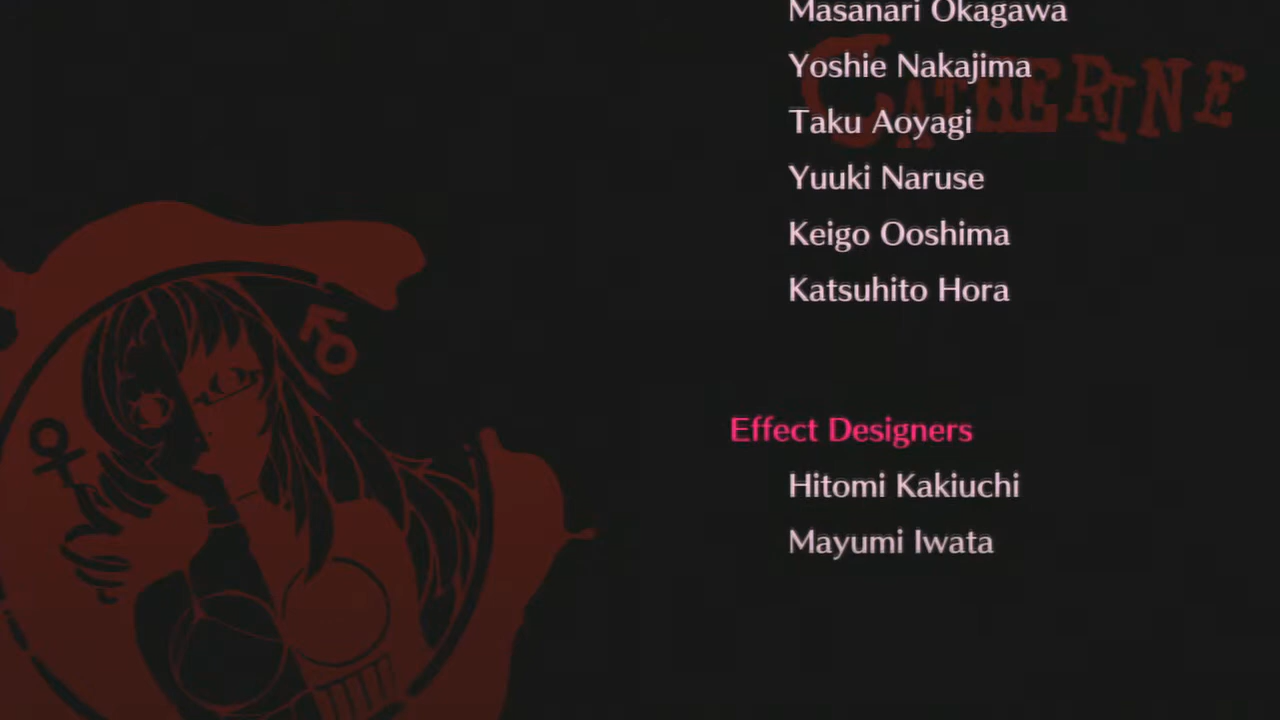 Masanari Okagawa
Yoshie Nakajima
CATHERINE
Taku Aoyagi
Yuuki Naruse
Keigo Ooshima
Katsuhito Hora
Effect Designers
Hitomi Kakiuchi
Mayumi Iwata